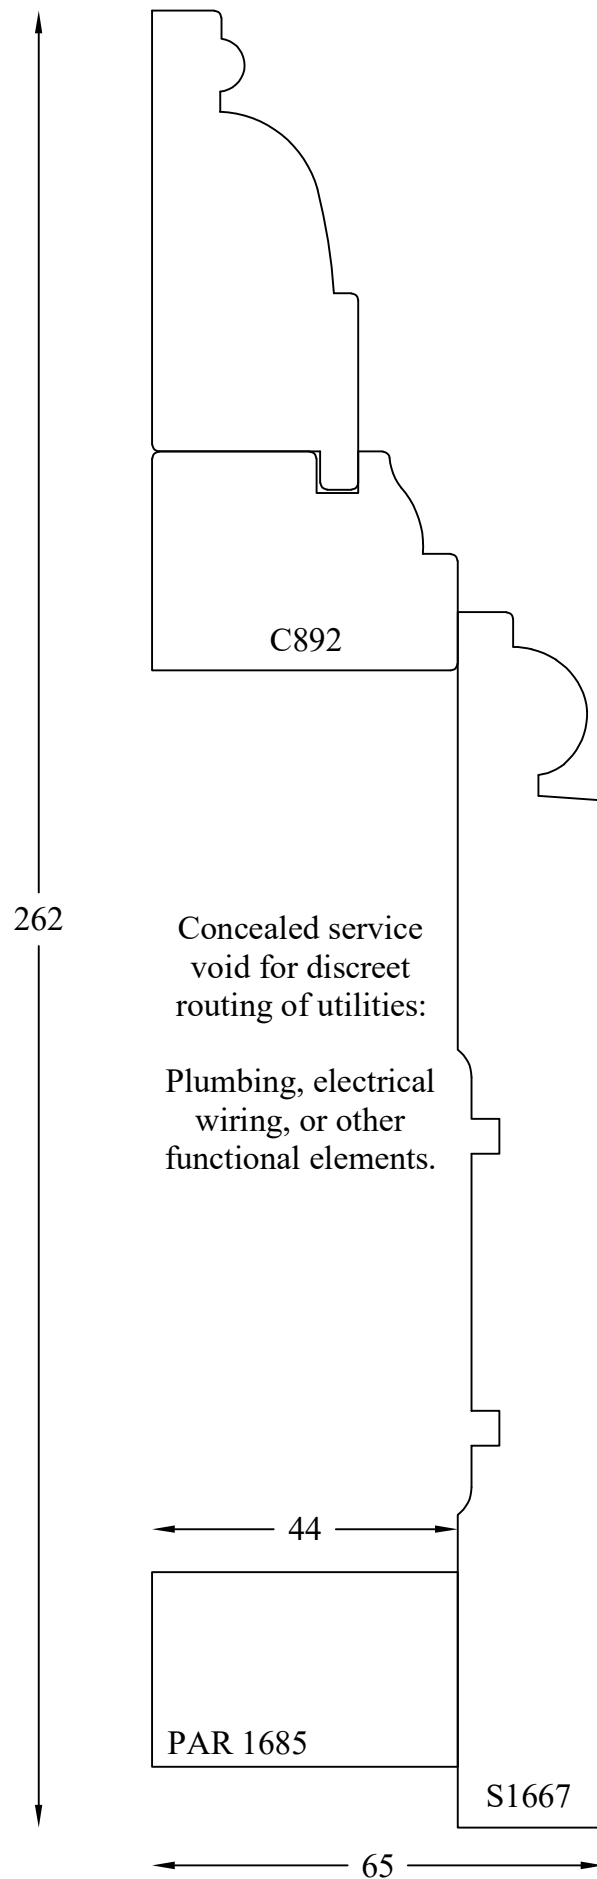 C892
262
Concealed service
void for discreet
routing of utilities:
Plumbing, electrical
wiring, or other
functional elements.
44
PAR 1685
S1667
65